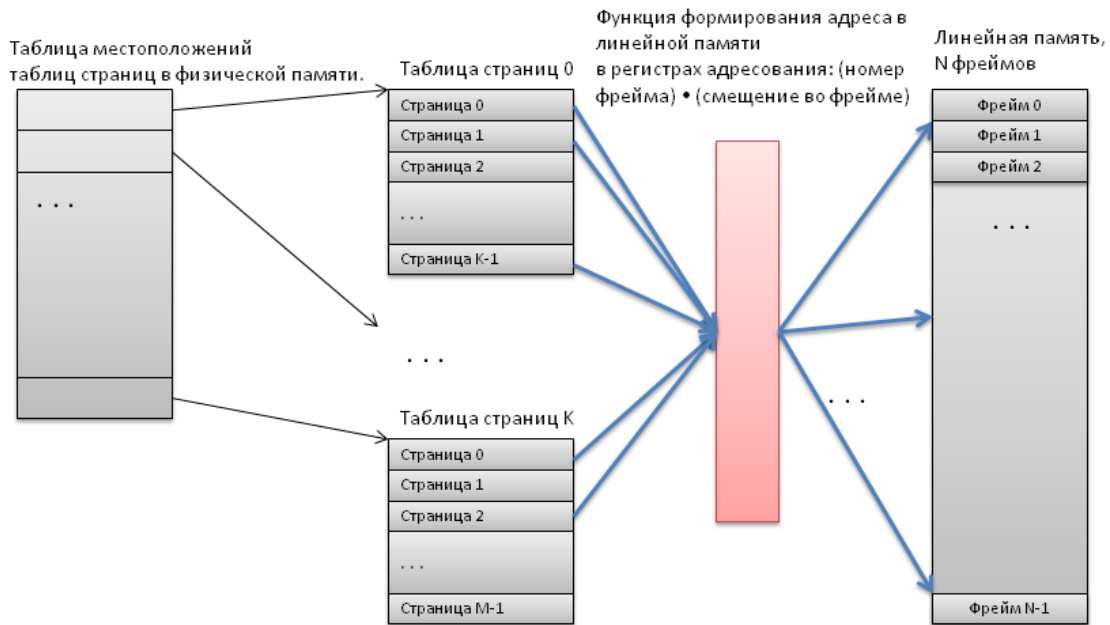 Таблица местоположений
таблиц страниц в физической памяти.
. . .
Таблица страниц 0
Страница 0
Страница 1
Страница 2
. . .
Страница K-1
. . .
Таблица страниц K
Страница 0
Страница 1
Страница 2
. . .
Страница M-1
Функция формирования адреса в
линейной памяти
в регистрах адресования: (номер
фрейма) • (смещение во фрейме)
. . .
Линейная память,
N фреймов
Фрейм 0
Фрейм 1
Фрейм 2
. . .
Фрейм N-1